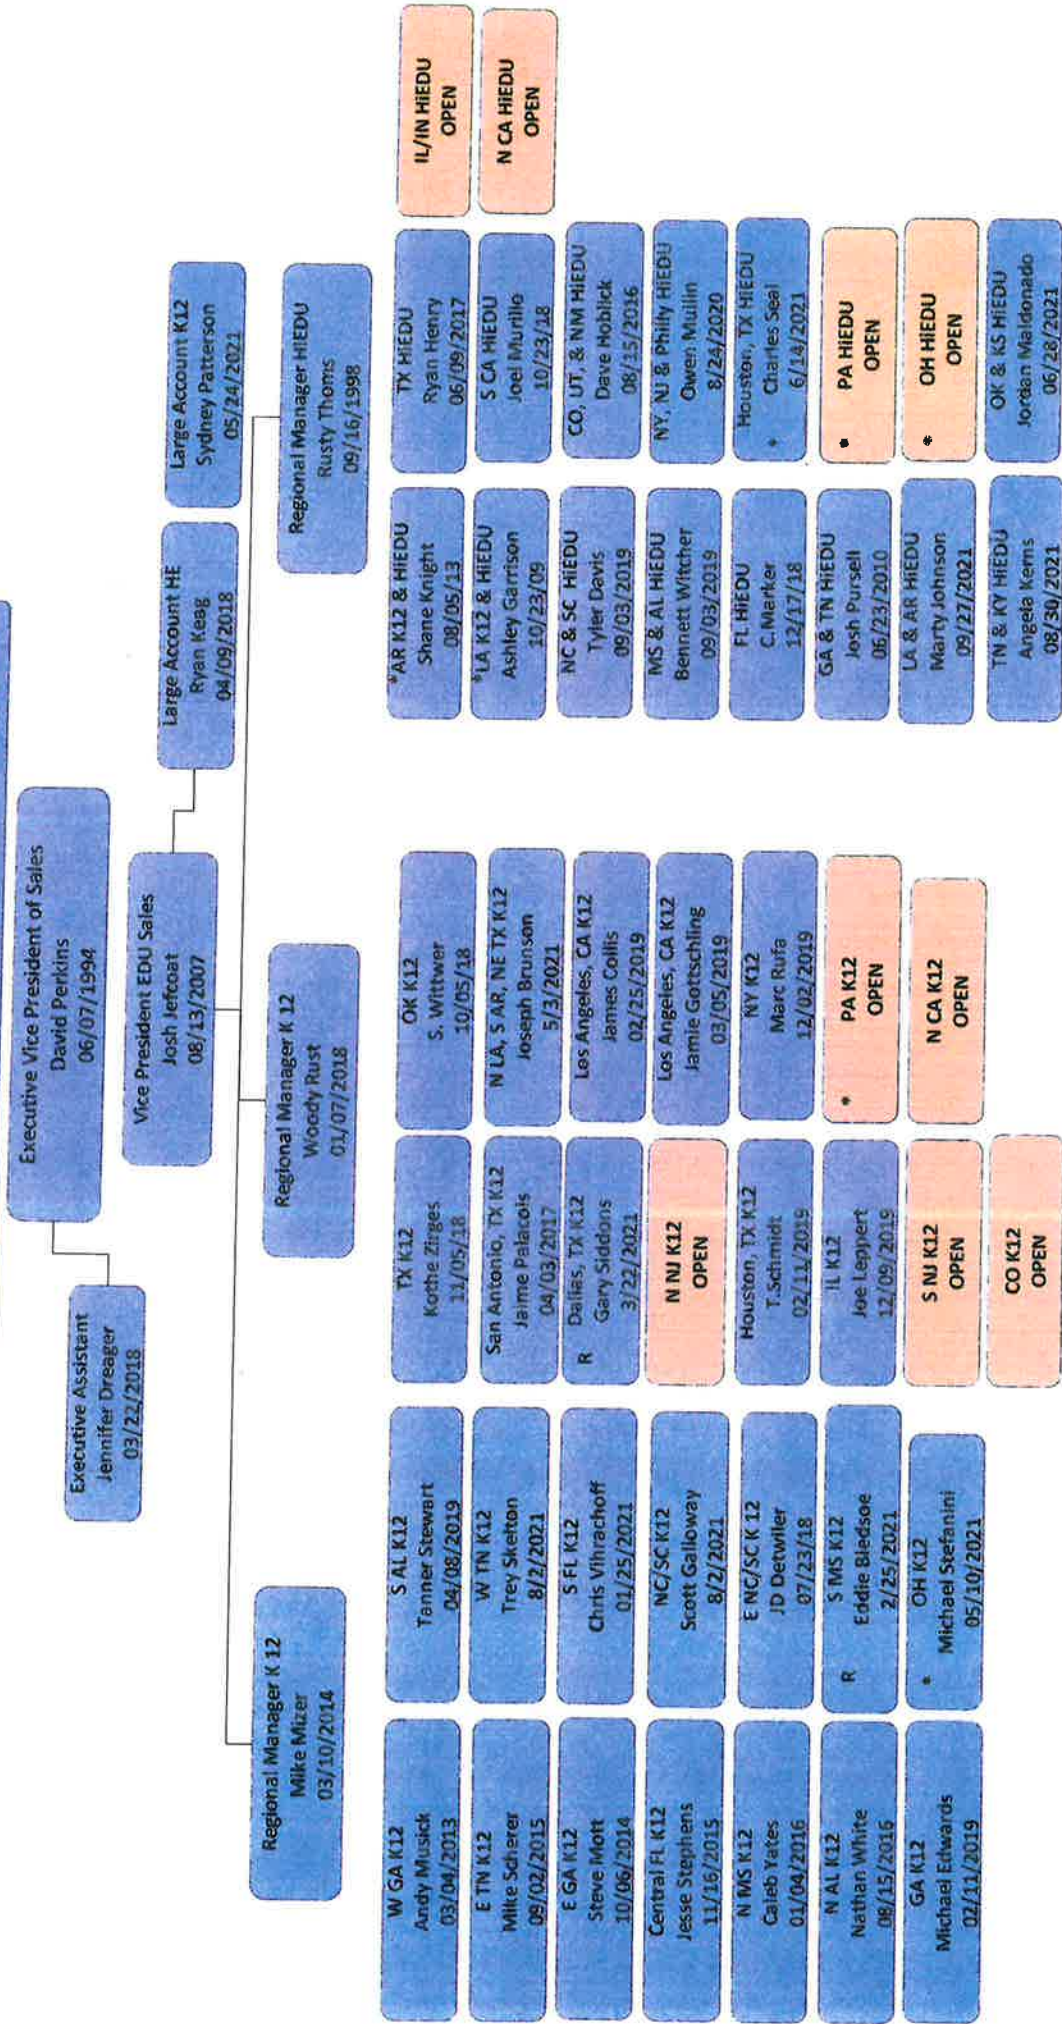 Executive Vice President of Sales
David Perkins
06/07/1994
Executive Assistant
Jennifer Dreager
03/22/2018
Vice President EDU Sales
Josh Jefcoat
08/13/2007
Large Account HE
Ryan Keag
04/09/2018
Large Account K12
Sydney Paterson
05/24/2021
Regional Manager K 12
Mike Mizer
03/10/2014
Regional Manager K 12
Woody Rust
01/07/2018
Regional Manager HiEDU
Rusty Thoms
09/16/1998
W GA K12
Andy Musick
03/04/2013
E TN K12
Mike Scherer
09/02/2015
E GA K12
Steve Mott
10/06/2014
Central FL K12
Jesse Stephens
11/16/2015
N MS K12
Caleb Yates
01/04/2016
N AL K12
Nathan White
08/15/2016
GA K12
Michael Edwards
02/11/2019
S AL K12
Tanner Stewart
04/08/2019
W TN K12
Trey Skelton
8/2/2021
S FL K12
Chris Vihrachoff
01/25/2021
NC/SC K12
Scott Galloway
8/2/2021
E NC/SC K 12
JD Detwiler
07/23/18
S MS K12
R Eddie Bledsoe
2/25/2021
OH K12
* Michael Stefanini
05/10/2021
TX K12
Kothe Zirges
11/05/18
San Antonio, TX K12
Jaime Palacois
04/03/2017
Dallas, TX K12
R Gary Siddons
3/22/2021
N NJ K12
OPEN
Houston, TX K12
T.Schmidt
02/11/2019
IL K12
Joe Leppert
12/09/2019
S NJ K12
OPEN
CO K12
OPEN
OK K12
S. Wittwer
10/05/18
N LA, S AR, NE TX K12
Joseph Brunson
5/3/2021
Los Angeles, CA K12
James Collis
02/25/2019
Los Angeles, CA K12
Jamie Gottschling
03/05/2019
NY K12
Marc Rufa
12/02/2019
* PA K12
OPEN
N CA K12
OPEN
*AR K12 & HiEDU
Shane Knight
08/05/13
*LA K12 & HiEDU
Ashley Garrison
10/23/09
NC & SC HiEDU
Tyler Davis
09/03/2019
MS & AL HiEDU
Bennett Witcher
09/03/2019
FL HiEDU
C.Marker
12/17/18
GA & TN HiEDU
Josh Pursell
06/23/2010
LA & AR HiEDU
Marty Johnson
09/27/2021
TN & KY HiEDU
Angela Kerns
08/30/2021
TX HiEDU
Ryan Henry
06/09/2017
S CA HiEDU
Joel Murillo
10/23/18
CO, UT, & NM HiEDU
Dave Hoblick
08/15/2016
NY, NJ & Philly HiEDU
Owen Mullin
8/24/2020
Houston, TX HiEDU
* Charles Seal
6/14/2021
* PA HiEDU
OPEN
* OH HiEDU
OPEN
OK & KS HiEDU
Jordan Maldonado
06/28/2021
IL/IN HiEDU
OPEN
N CA HiEDU
OPEN